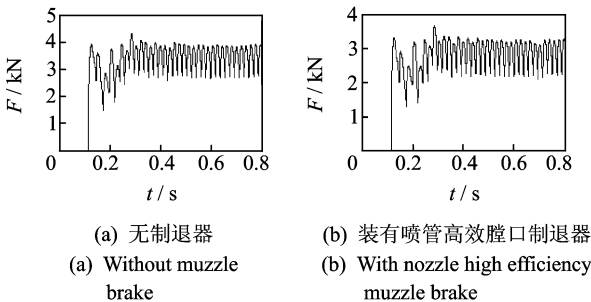 5
4
3
2
1
0
F / kN
0.2 0.4 0.6 0.8
t / s
4
3
2
1
0
F / kN
0.2 0.4 0.6 0.8
t / s
(a) 无制退器
(a) Without muzzle
brake
(b) 装有喷管高效膛口制退器
(b) With nozzle high efficiency
muzzle brake